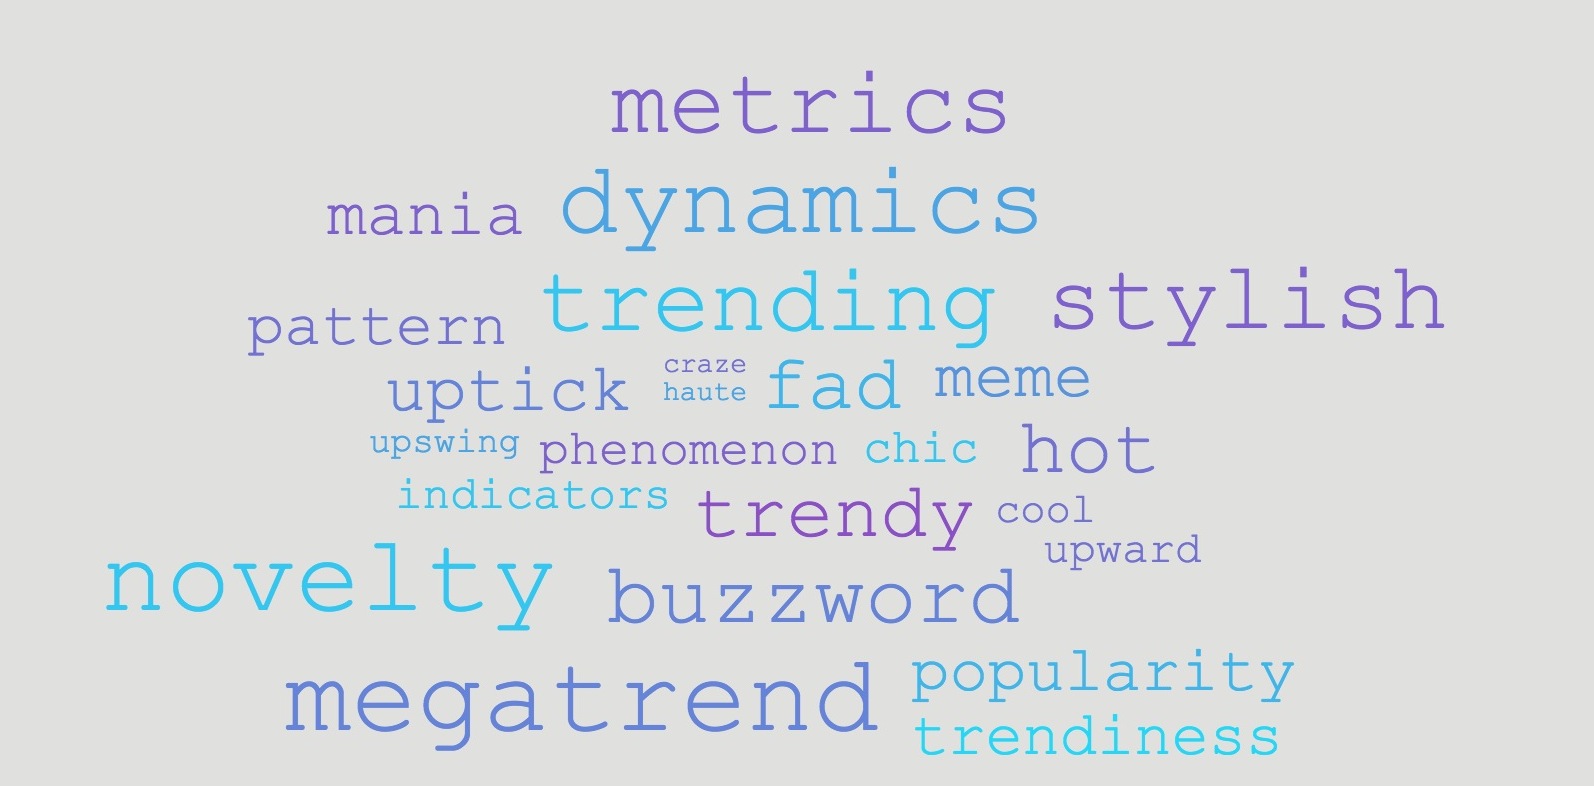 metrics
mania dynamics
pattern trending stylish
uptick craze fad meme
haute
upswing phenomenon chic hot
indicators trendy cool
upward
novelty buzzword
megatrend popularity
trendiness